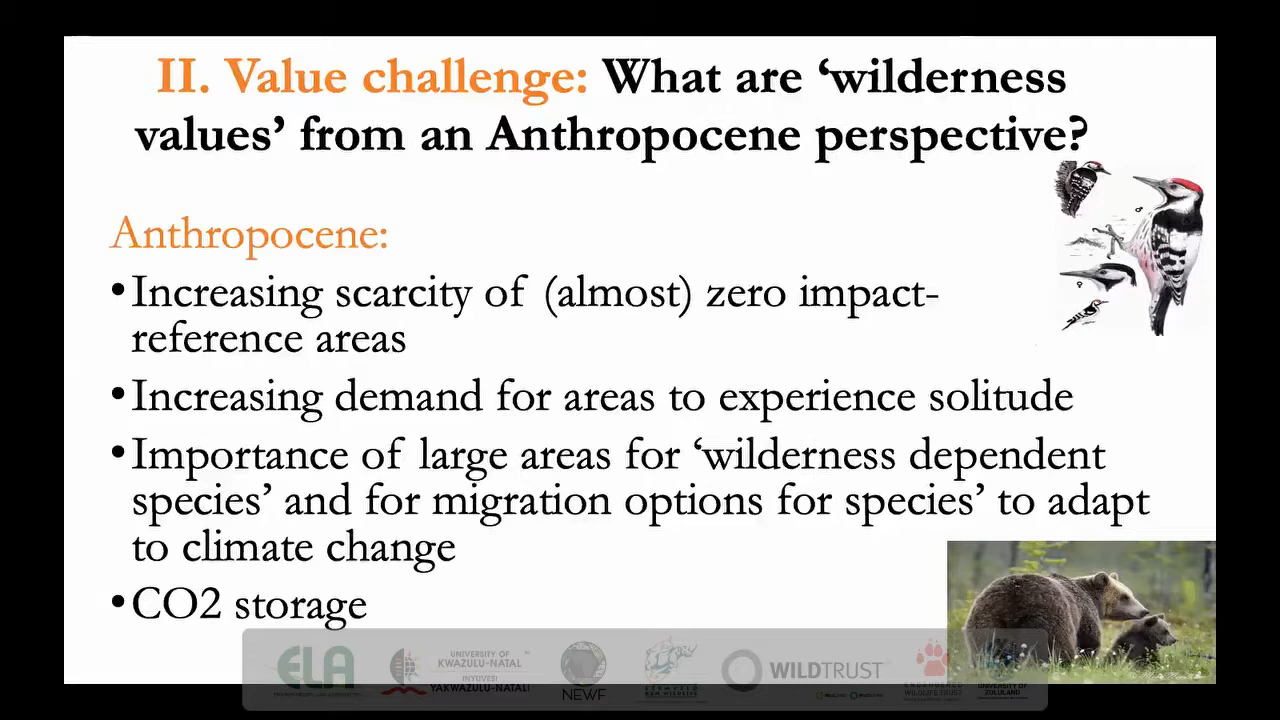 II. Value challenge: What are ‘wilderness
values’ from an Anthropocene perspective?
Anthropocene:
•Increasing scarcity of (almost) zero impact-
reference areas
•Increasing demand for areas to experience solitude
•Importance of large areas for ‘wilderness dependent
species’ and for migration options for species’ to adapt
to climate change
•CO2 storage
ELA
UNIVERSITY OF
KWAZULU-NATAL
INYUVESI
YAKWAZULU-NATALI
NEWF
WILDTRUST
WILDLIFE TRUST
UNIVERSITY OF
ZULULAND